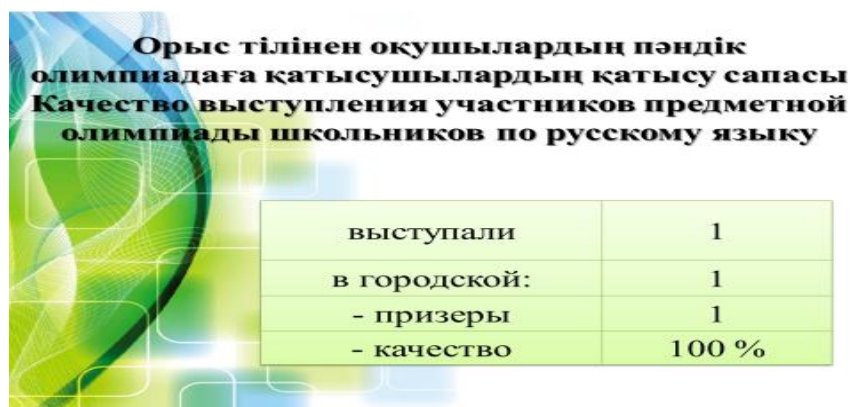 Орыс тілінен оқушылардың пәндік
олимпиадаға қатысушылардың қатысу сапасы
Качество выступления участников предметной
олимпиады школьников по русскому языку
выступали 1
в городской: 1
- призеры 1
- качество 100 %